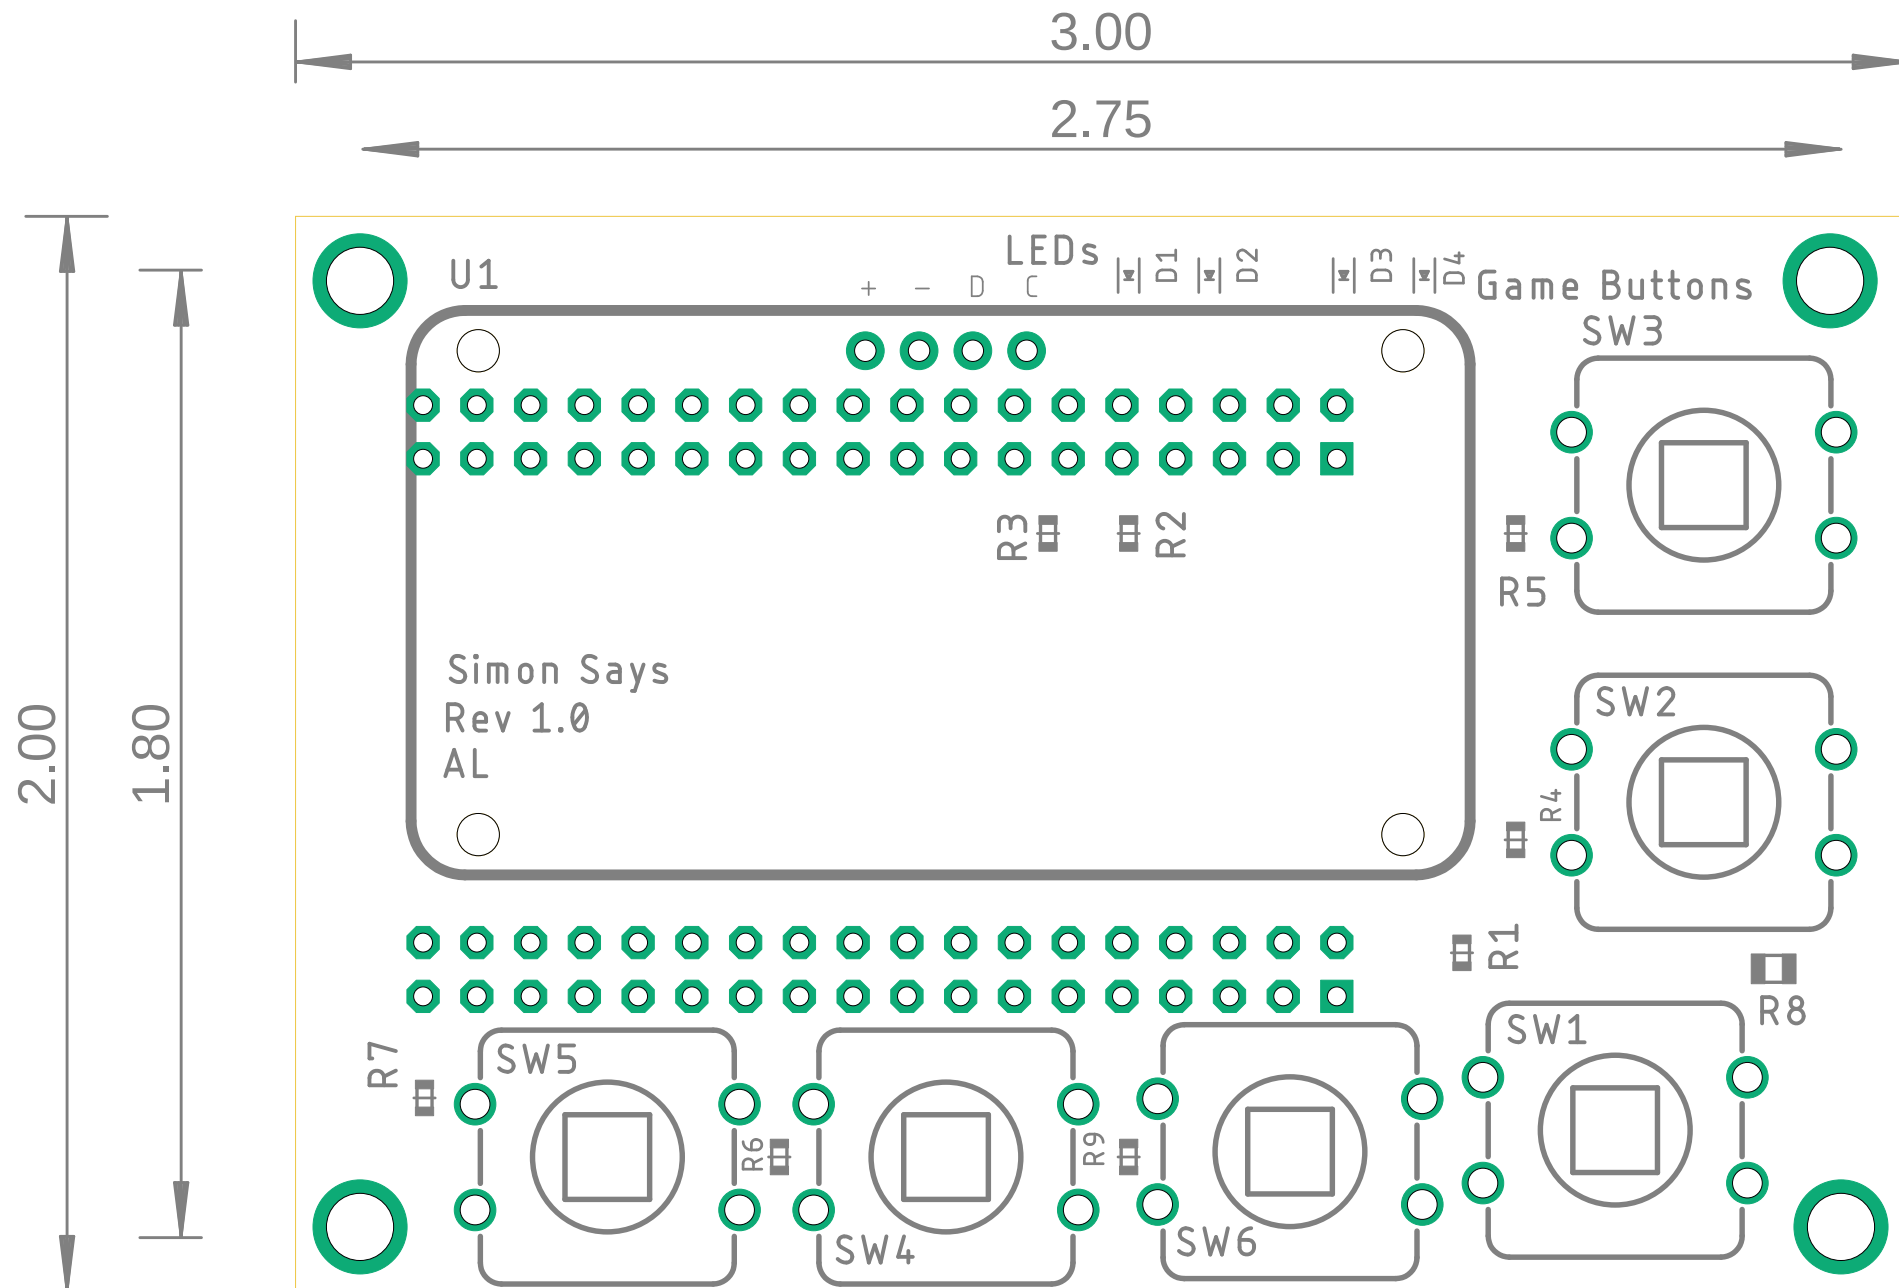 3.00
2.75
2.00
1.80
LEDs
D1
D2
D3
D4
U1
+ - D C
Game Buttons
SW3
R3
R2
R5
Simon Says
Rev 1.0
AL
SW2
R4
R1
R8
SW1
R7
SW5
R6
R9
SW4
SW6